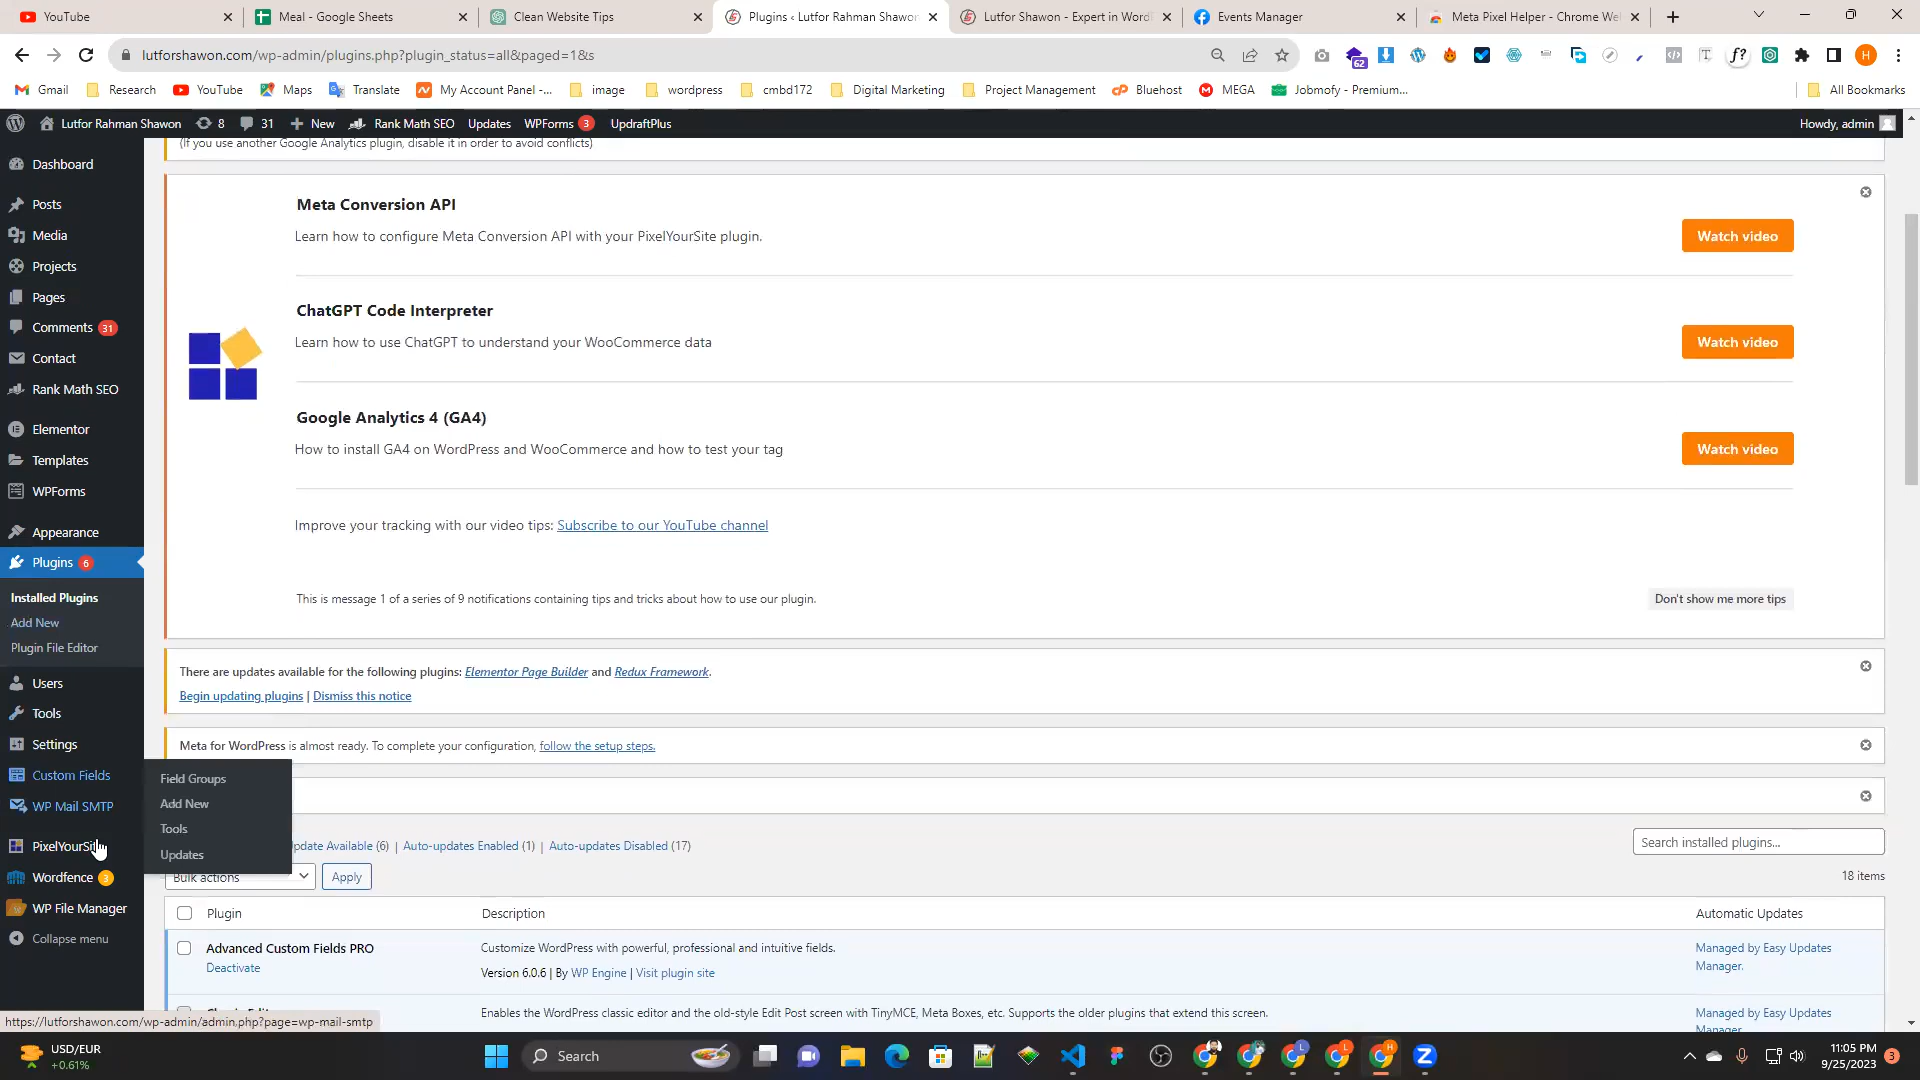 YouTube
Meal - Google Sheets
Clean Website Tips
Plugins ‹ Lutfor Rahman Shawon
Lutfor Shawon - Expert in Word
Events Manager
Meta Pixel Helper - Chrome We
lutforshawon.com/wp-admin/plugins.php?plugin_status=all&paged=1&s
62
f?
H
Gmail
Research
YouTube
Maps
Translate
My Account Panel -...
image
wordpress
cmbd172
Digital Marketing
Project Management
Bluehost
MEGA
Jobmofy - Premium...
All Bookmarks
Lutfor Rahman Shawon
8
31
New
Rank Math SEO
Updates
WPForms 3
UpdraftPlus
Howdy, admin
Dashboard
Posts
Media
Projects
Pages
Comments 31
Contact
Rank Math SEO
Elementor
Templates
WPForms
Appearance
Plugins 6
Installed Plugins
Add New
Plugin File Editor
Users
Tools
Settings
Custom Fields
WP Mail SMTP
PixelYourSite
Wordfence 3
WP File Manager
Collapse menu
Field Groups
Add New
Tools
Updates
(If you use another Google Analytics plugin, disable it in order to avoid conflicts)
Meta Conversion API
Learn how to configure Meta Conversion API with your PixelYourSite plugin.
Watch video
ChatGPT Code Interpreter
Learn how to use ChatGPT to understand your WooCommerce data
Watch video
Google Analytics 4 (GA4)
How to install GA4 on WordPress and WooCommerce and how to test your tag
Watch video
Improve your tracking with our video tips: Subscribe to our YouTube channel
This is message 1 of a series of 9 notifications containing tips and tricks about how to use our plugin.
Don't show me more tips
There are updates available for the following plugins: Elementor Page Builder and Redux Framework.
Begin updating plugins | Dismiss this notice
Meta for WordPress is almost ready. To complete your configuration, follow the setup steps.
Update Available (6) | Auto-updates Enabled (1) | Auto-updates Disabled (17)
Search installed plugins...
Bulk actions
Apply
18 items
Plugin
Description
Automatic Updates
Advanced Custom Fields PRO
Deactivate
Customize WordPress with powerful, professional and intuitive fields.
Version 6.0.6 | By WP Engine | Visit plugin site
Managed by Easy Updates
Manager.
Classic Editor
Enables the WordPress classic editor and the old-style Edit Post screen with TinyMCE, Meta Boxes, etc. Supports the older plugins that extend this screen.
Managed by Easy Updates
Manager
https://lutforshawon.com/wp-admin/admin.php?page=wp-mail-smtp
USD/EUR
+0.61%
Search
11:05 PM
9/25/2023
3